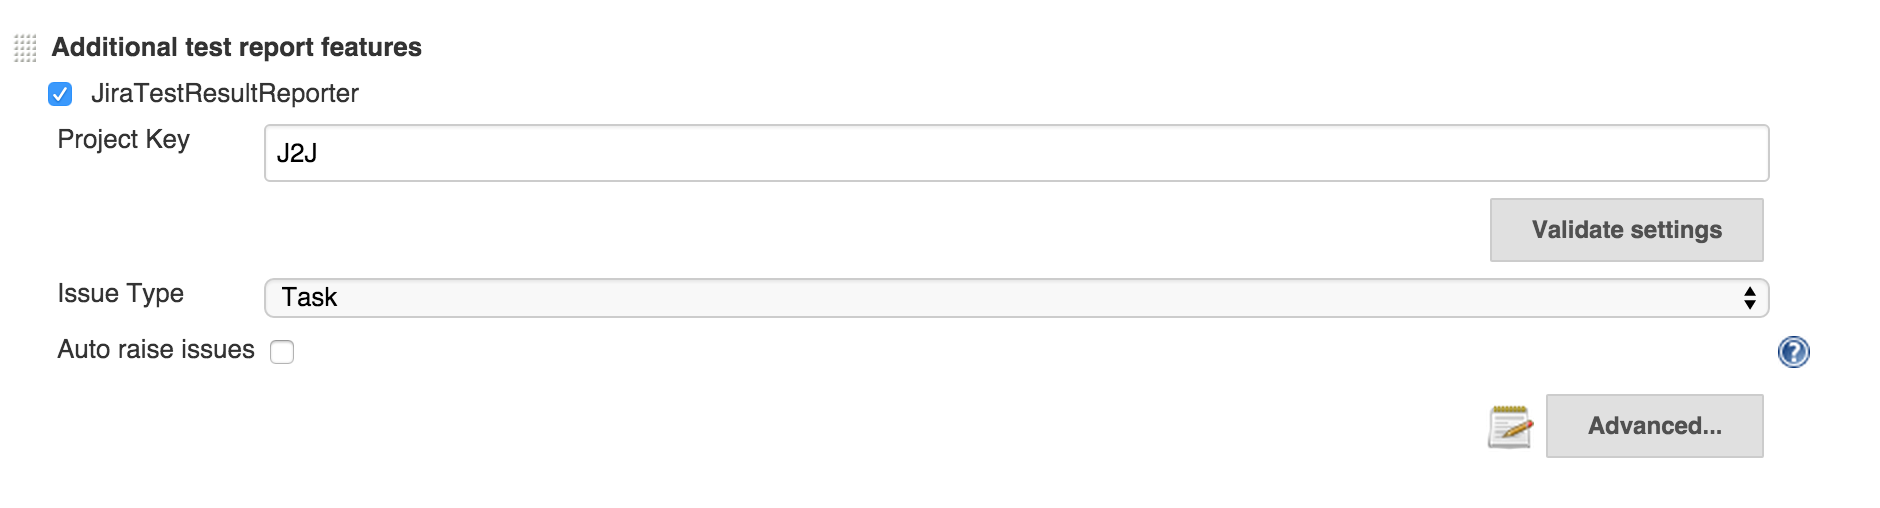 Additional test report features
JiraTestResultReporter
Project Key
J2J
Validate settings
Issue Type
Task
Auto raise issues
?
Advanced...